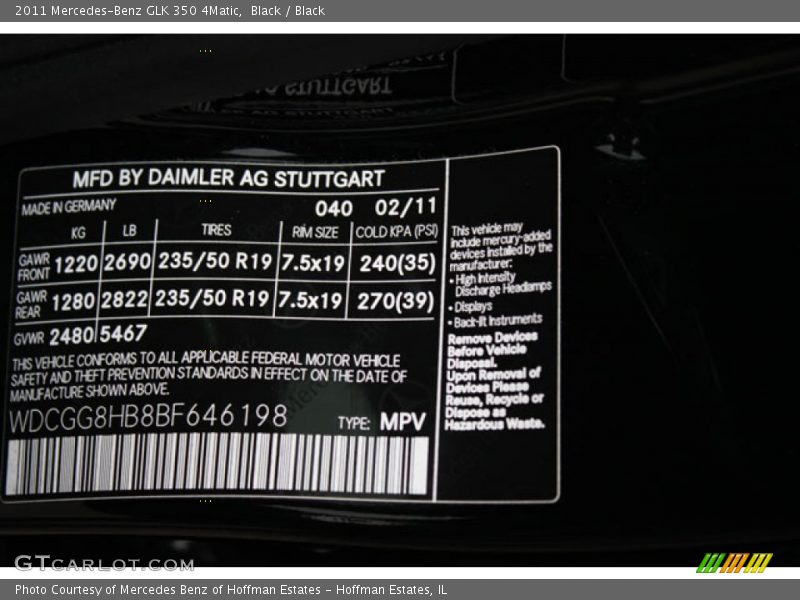 2011 Mercedes-Benz GLK 350 4Matic,  Black / Black
STUTTGART
MFD BY DAIMLER AG STUTTGART
MADE IN GERMANY 040 02/11
KG LB TIRES RIM SIZE COLD KPA (PSI)
GAWR FRONT 1220 2690 235/50 R19 7.5x19 240(35)
GAWR REAR 1280 2822 235/50 R19 7.5x19 270(39)
GVWR 2480 5467
THIS VEHICLE CONFORMS TO ALL APPLICABLE FEDERAL MOTOR VEHICLE
SAFETY AND THEFT PREVENTION STANDARDS IN EFFECT ON THE DATE OF
MANUFACTURE SHOWN ABOVE.
WDCGG8HB8BF646198 TYPE: MPV
This vehicle may
include mercury-added
devices installed by the
manufacturer:
• High Intensity
Discharge Headlamps
• Displays
• Back-lit Instruments
Remove Devices
Before Vehicle
Disposal.
Upon Removal of
Devices Please
Reuse, Recycle or
Dispose as
Hazardous Waste.
GTCARLOT.COM
Photo Courtesy of Mercedes Benz of Hoffman Estates - Hoffman Estates, IL